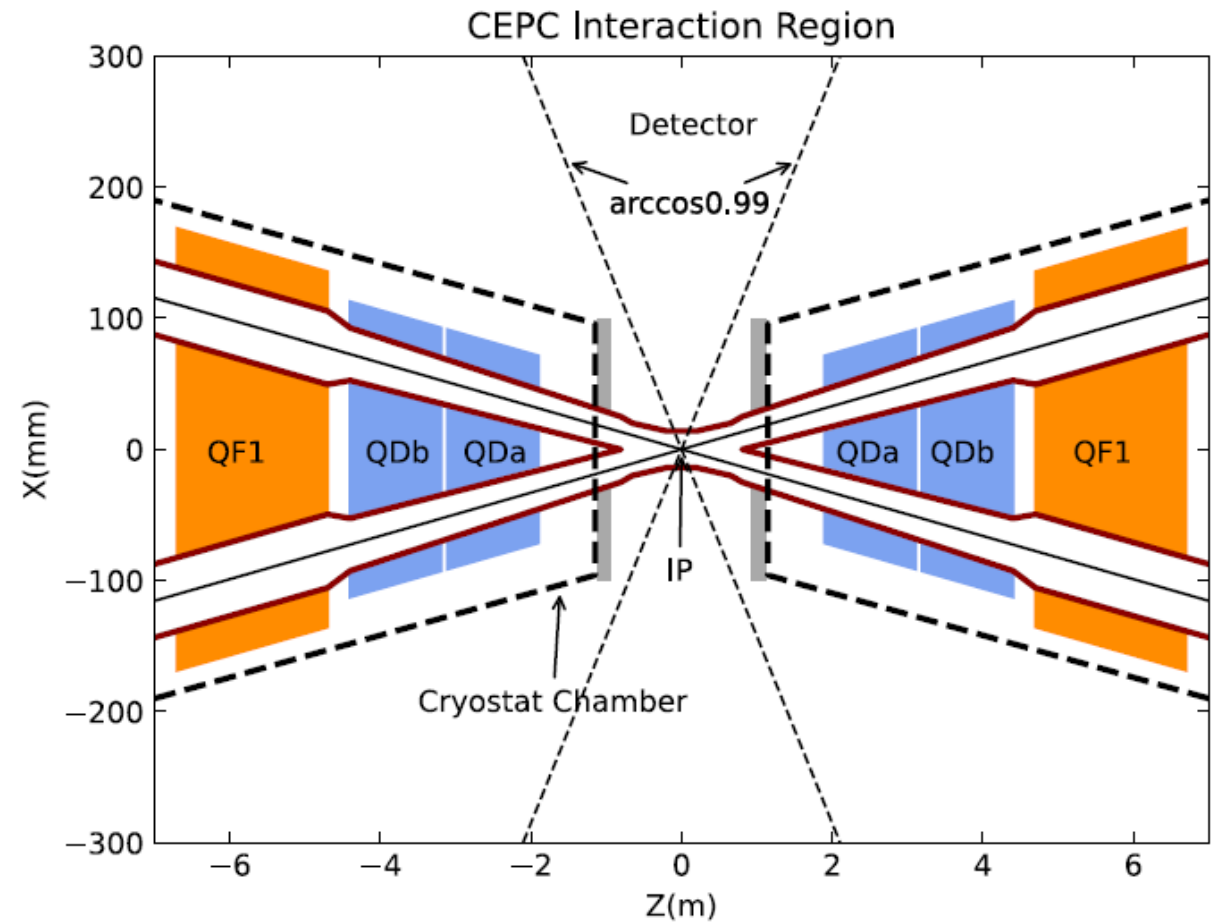 CEPC Interaction Region
300
200
100
0
−100
−200
−300
X(mm)
Detector
arccos0.99
QF1
QDb
QDa
QDa
QDb
QF1
IP
Cryostat Chamber
−6
−4
−2
0
2
4
6
Z(m)